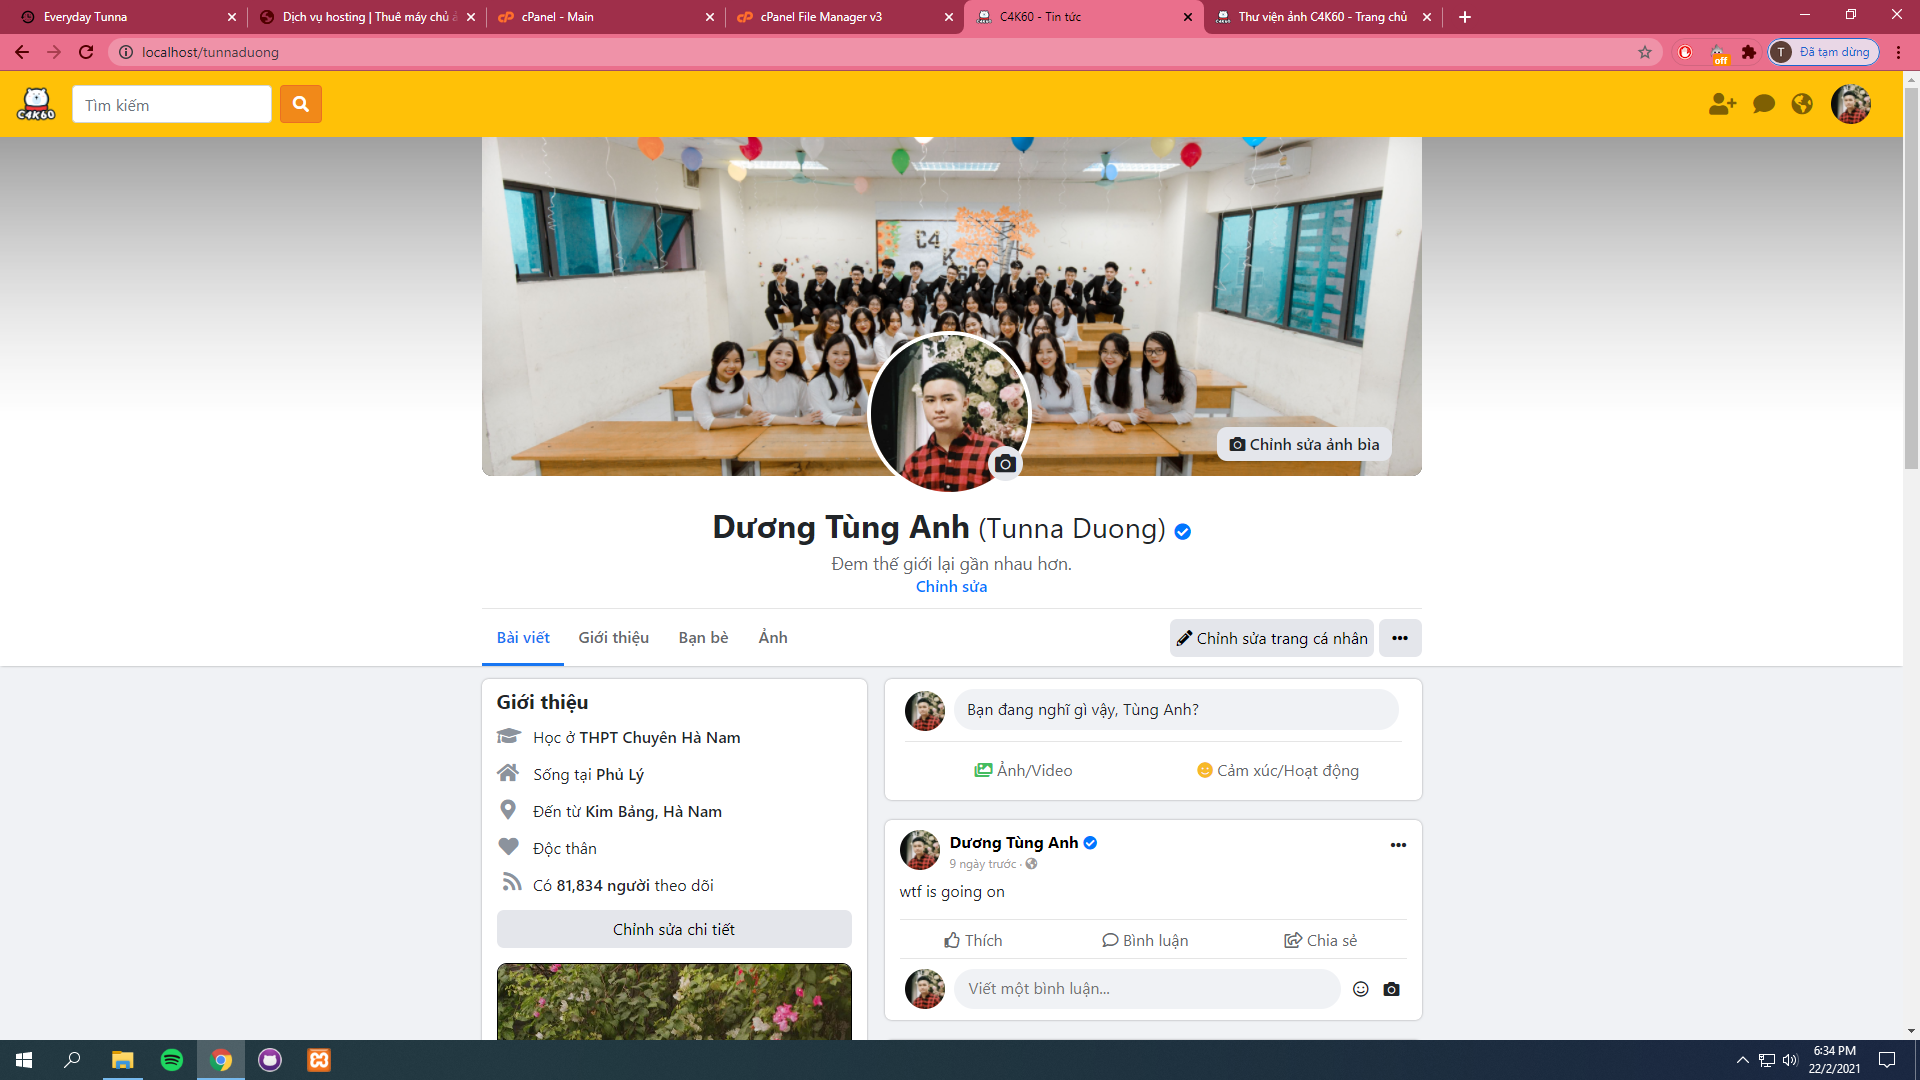 Everyday Tunna
Dịch vụ hosting | Thuê máy chủ
cPanel - Main
cPanel File Manager v3
C4K60 - Tin tức
Thư viện ảnh C4K60 - Trang chủ
localhost/tunnaduong
off
T
Đã tạm dừng
C4K60
Tìm kiếm
C4
K
Chỉnh sửa ảnh bìa
Dương Tùng Anh (Tunna Duong)
Đem thế giới lại gần nhau hơn.
Chỉnh sửa
Bài viết
Giới thiệu
Bạn bè
Ảnh
Chỉnh sửa trang cá nhân
Giới thiệu
Học ở THPT Chuyên Hà Nam
Sống tại Phủ Lý
Đến từ Kim Bảng, Hà Nam
Độc thân
Có 81,834 người theo dõi
Chỉnh sửa chi tiết
Bạn đang nghĩ gì vậy, Tùng Anh?
Ảnh/Video
Cảm xúc/Hoạt động
Dương Tùng Anh
9 ngày trước ·
wtf is going on
Thích
Bình luận
Chia sẻ
Viết một bình luận...
6:34 PM
22/2/2021